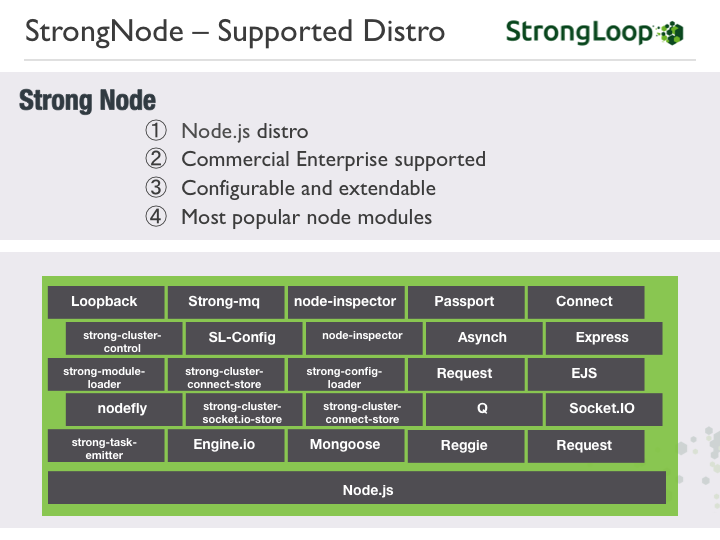 StrongNode – Supported Distro
StrongLoop
Strong Node
① Node.js distro
② Commercial Enterprise supported
③ Configurable and extendable
④ Most popular node modules
Loopback Strong-mq node-inspector Passport Connect
strong-cluster-
control
SL-Config node-inspector Asynch Express
strong-module-
loader
strong-cluster-
connect-store
strong-config-
loader
Request EJS
nodefly
strong-cluster-
socket.io-store
strong-cluster-
connect-store
Q Socket.IO
strong-task-
emitter
Engine.io Mongoose Reggie Request
Node.js